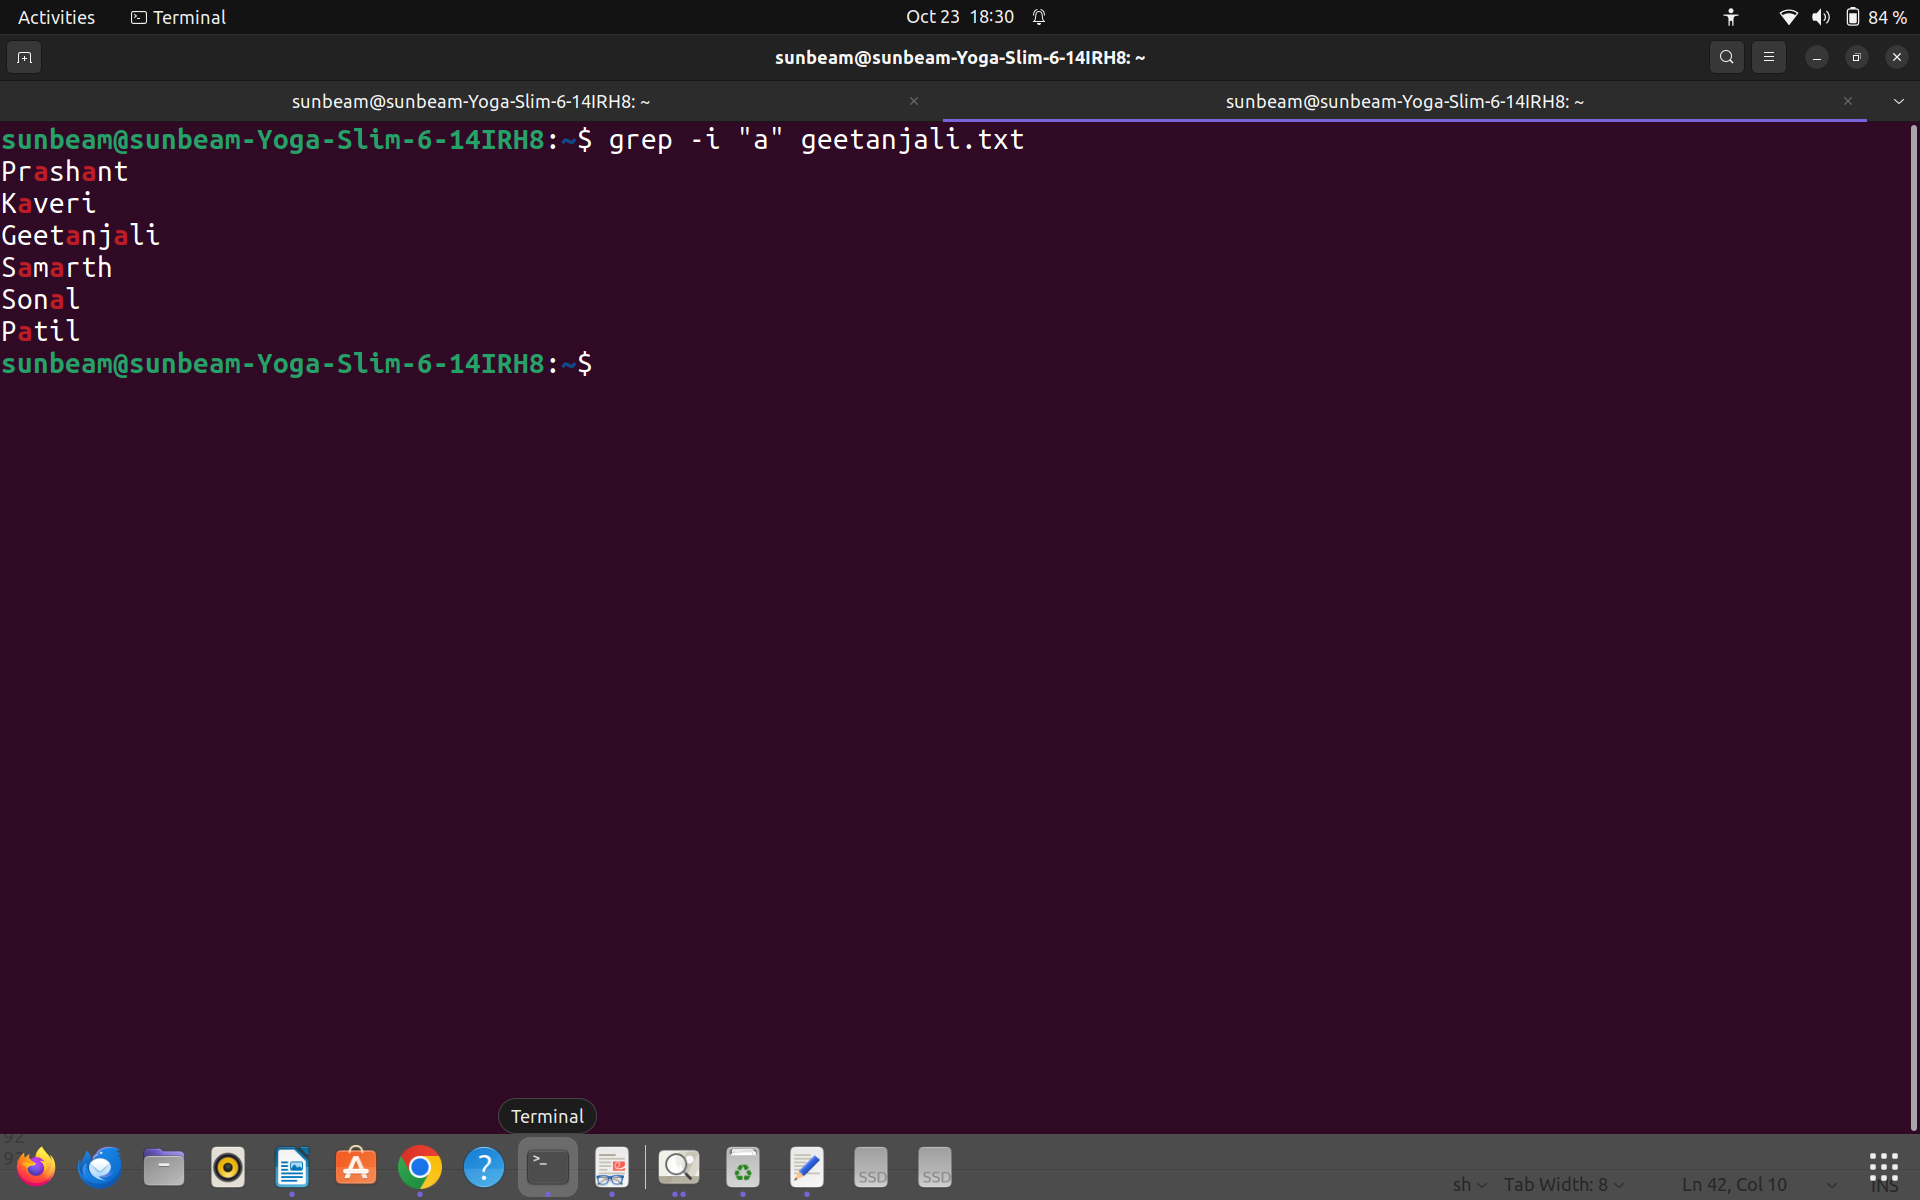 Activities Terminal Oct 23 18:30 84 %
sunbeam@sunbeam-Yoga-Slim-6-14IRH8: ~
sunbeam@sunbeam-Yoga-Slim-6-14IRH8: ~ sunbeam@sunbeam-Yoga-Slim-6-14IRH8: ~
sunbeam@sunbeam-Yoga-Slim-6-14IRH8:~$ grep -i "a" geetanjali.txt
Prashant
Kaveri
Geetanjali
Samarth
Sonal
Patil
sunbeam@sunbeam-Yoga-Slim-6-14IRH8:~$
Terminal
92
SSD SSD
sh Tab Width: 8 Ln 42, Col 10 INS